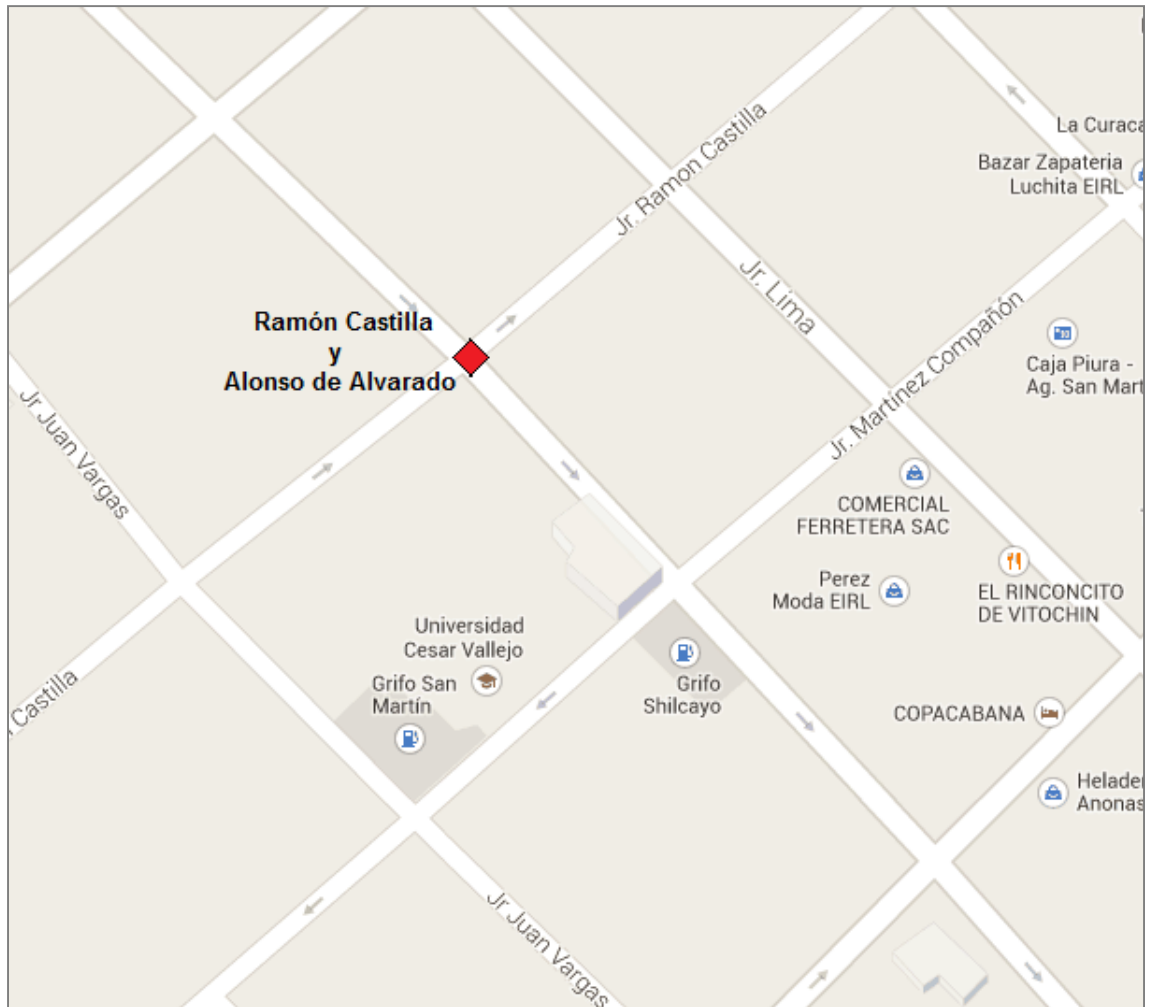 La Curaca
Bazar Zapateria
Luchita EIRL
Jr. Ramon Castilla
Jr. Lima
Ramón Castilla
y
Alonso de Alvarado
Jr. Martinez Compañón
Caja Piura -
Ag. San Mart
Jr Juan Vargas
COMERCIAL
FERRETERA SAC
Perez
Moda EIRL
EL RINCONCITO
DE VITOCHIN
Universidad
Cesar Vallejo
Grifo San
Martín
Grifo
Shilcayo
Castilla
COPACABANA
Helade
Anonas
Jr Juan Vargas